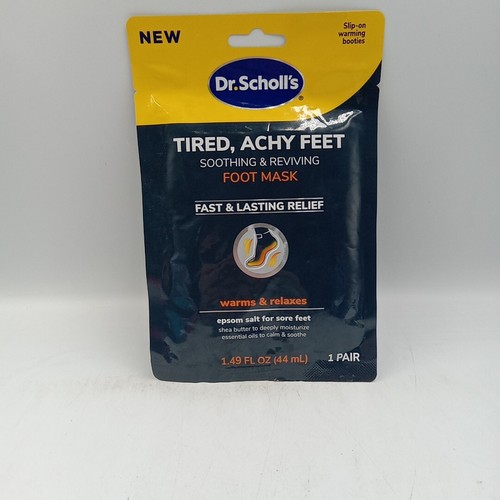 NEW
Slip-on
warming
booties
Dr.Scholl's®
TIRED, ACHY FEET
SOOTHING & REVIVING
FOOT MASK
FAST & LASTING RELIEF
warms & relaxes
epsom salt for sore feet
shea butter to deeply moisturize
essential oils to calm & soothe
1.49 FL OZ (44 mL)
1 PAIR